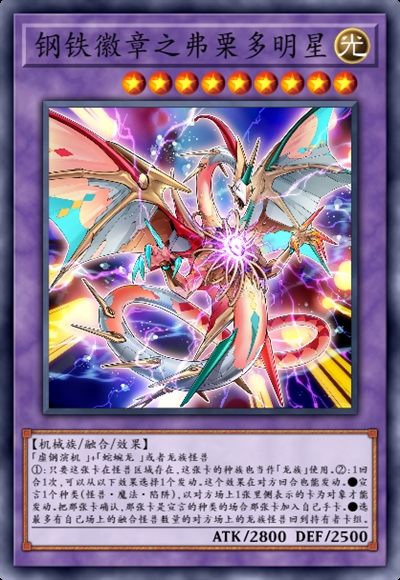 钢铁徽章之弗栗多明星
光
【机械族/融合/效果】
「虚钢演机」+「蛇蜿龙」或者龙族怪兽
①：只要这张卡在怪兽区域存在，这张卡的种族也当作「龙族」使用。②：1回
合1次，可以从以下效果选择1个发动。这个效果在对方回合也能发动。●宣
言1个种类（怪兽·魔法·陷阱），以对方场上1张里侧表示的卡为对象才能
发动。把那张卡确认，那张卡是宣言的种类的场合那张卡加入自己手卡。●选
最多有自己场上的融合怪兽数量的对方场上的龙族怪兽回到持有者卡组。
ATK/2800 DEF/2500